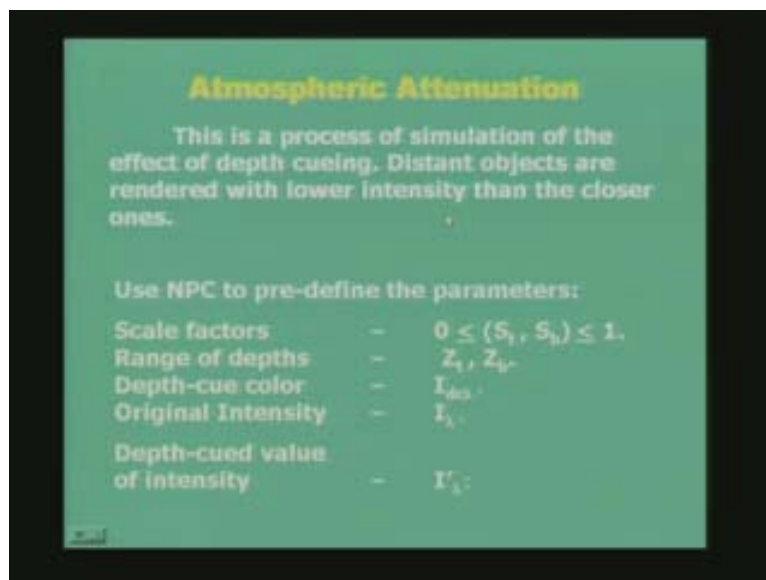 Atmospheric Attenuation
This is a process of simulation of the
effect of depth cueing. Distant objects are
rendered with lower intensity than the closer
ones.
Use NPC to pre-define the parameters:
Scale factors – 0 ≤ (S_f, S_b) ≤ 1.
Range of depths – Z_f, Z_b.
Depth-cue color – I_dcλ.
Original Intensity – I_λ.
Depth-cued value
of intensity – I'_λ: